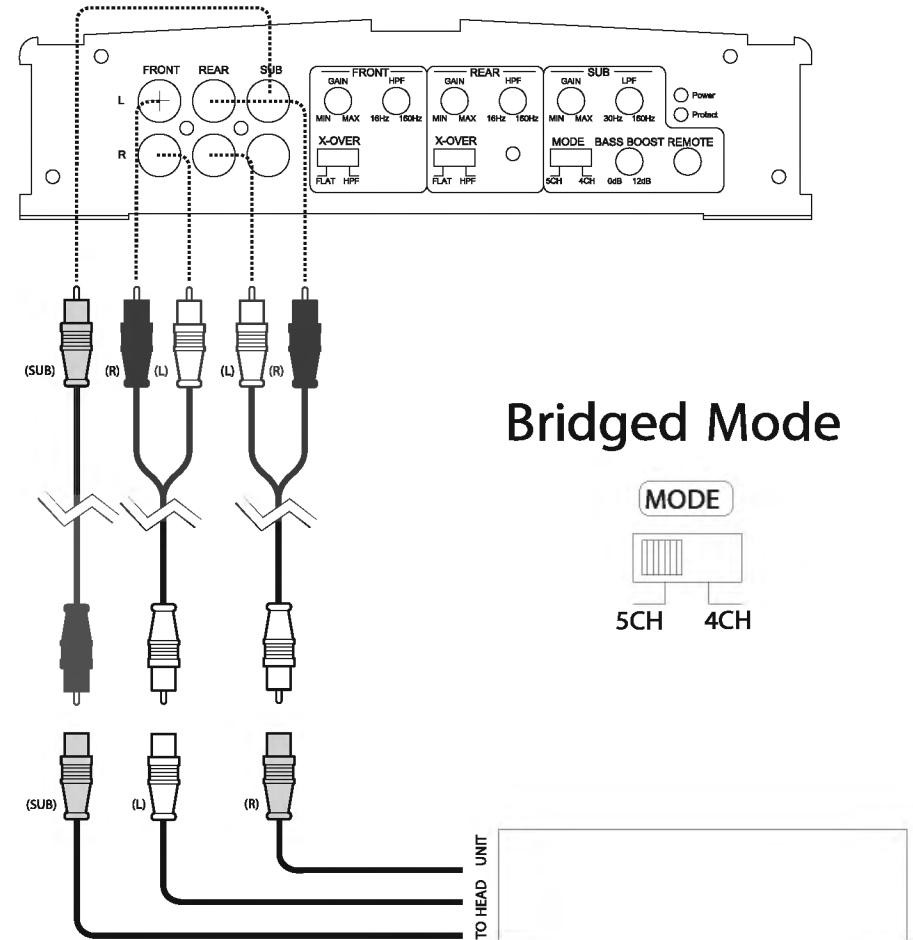 FRONT REAR SUB
L
R
FRONT
GAIN HPF
MIN MAX 16Hz 160Hz
X-OVER
FLAT HPF
REAR
GAIN HPF
MIN MAX 16Hz 160Hz
X-OVER
FLAT HPF
SUB
GAIN LPF
MIN MAX 30Hz 160Hz
Power
Protect
MODE BASS BOOST REMOTE
5CH 4CH 0dB 12dB
(SUB) (R) (L) (L) (R)
Bridged Mode
MODE
5CH 4CH
(SUB) (L) (R)
TO HEAD UNIT